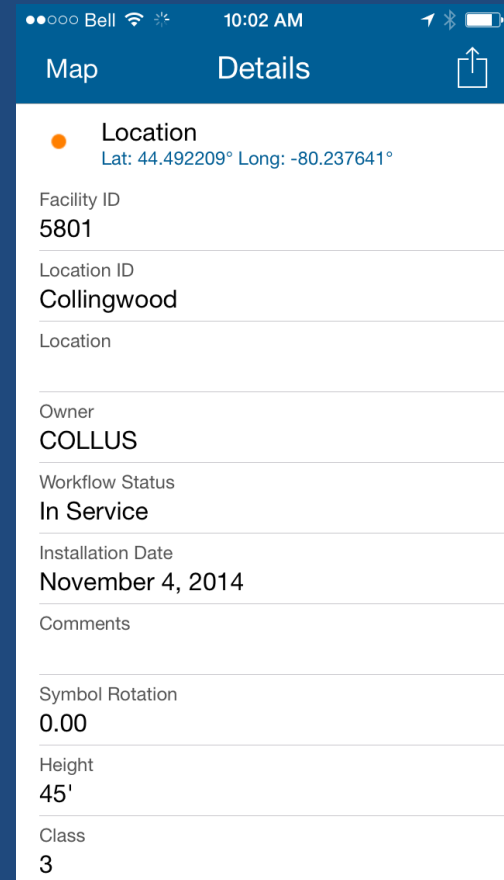 Bell 10:02 AM
Map Details
Location
Lat: 44.492209° Long: -80.237641°
Facility ID
5801
Location ID
Collingwood
Location
Owner
COLLUS
Workflow Status
In Service
Installation Date
November 4, 2014
Comments
Symbol Rotation
0.00
Height
45'
Class
3